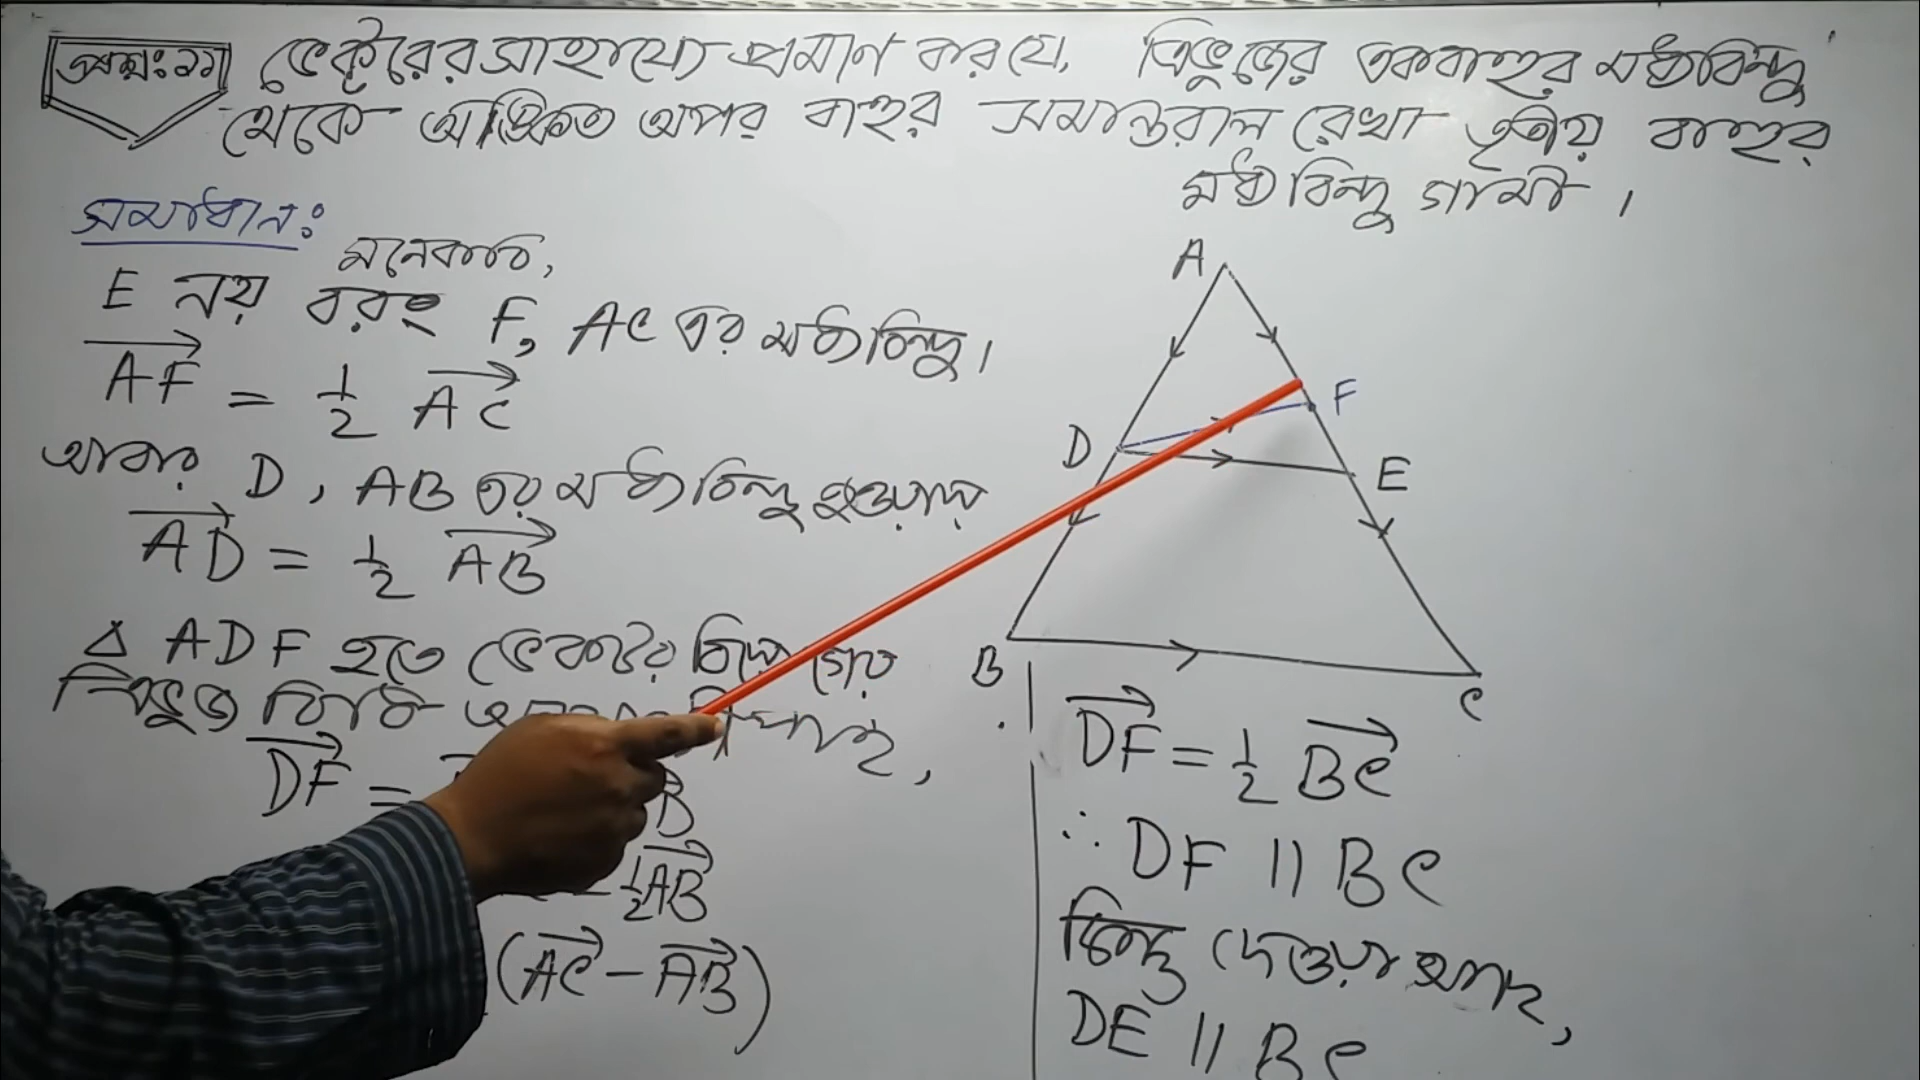 প্রশ্ন: ২১
ভেক্টরের সাহায্যে প্রমাণ কর যে, ত্রিভুজের একবাহুর মধ্যবিন্দু
থেকে অঙ্কিত অপর বাহুর সমান্তরাল রেখা তৃতীয় বাহুর
মধ্যবিন্দু গামী ।
সমাধান:
মনেকরি,
E নয় বরং F, AC এর মধ্যবিন্দু।
AF = 1/2 AC
আবার D, AB এর মধ্যবিন্দু হওয়ায়
AD = 1/2 AB
Δ ADF হতে ভেক্টর
ত্রিভুজ বিধি পাই,
DF =
D
- 1/2 AB
(AC - AB)
A
F
D
E
B
C
DF = 1/2 BC
∴ DF || BC
কিন্তু দেওয়া আছে,
DE || BC